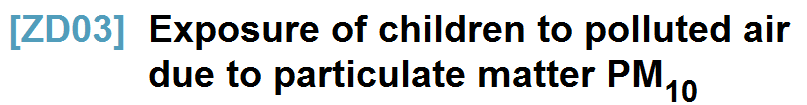 [ZD03] Exposure of children to polluted air
due to particulate matter PM₁₀